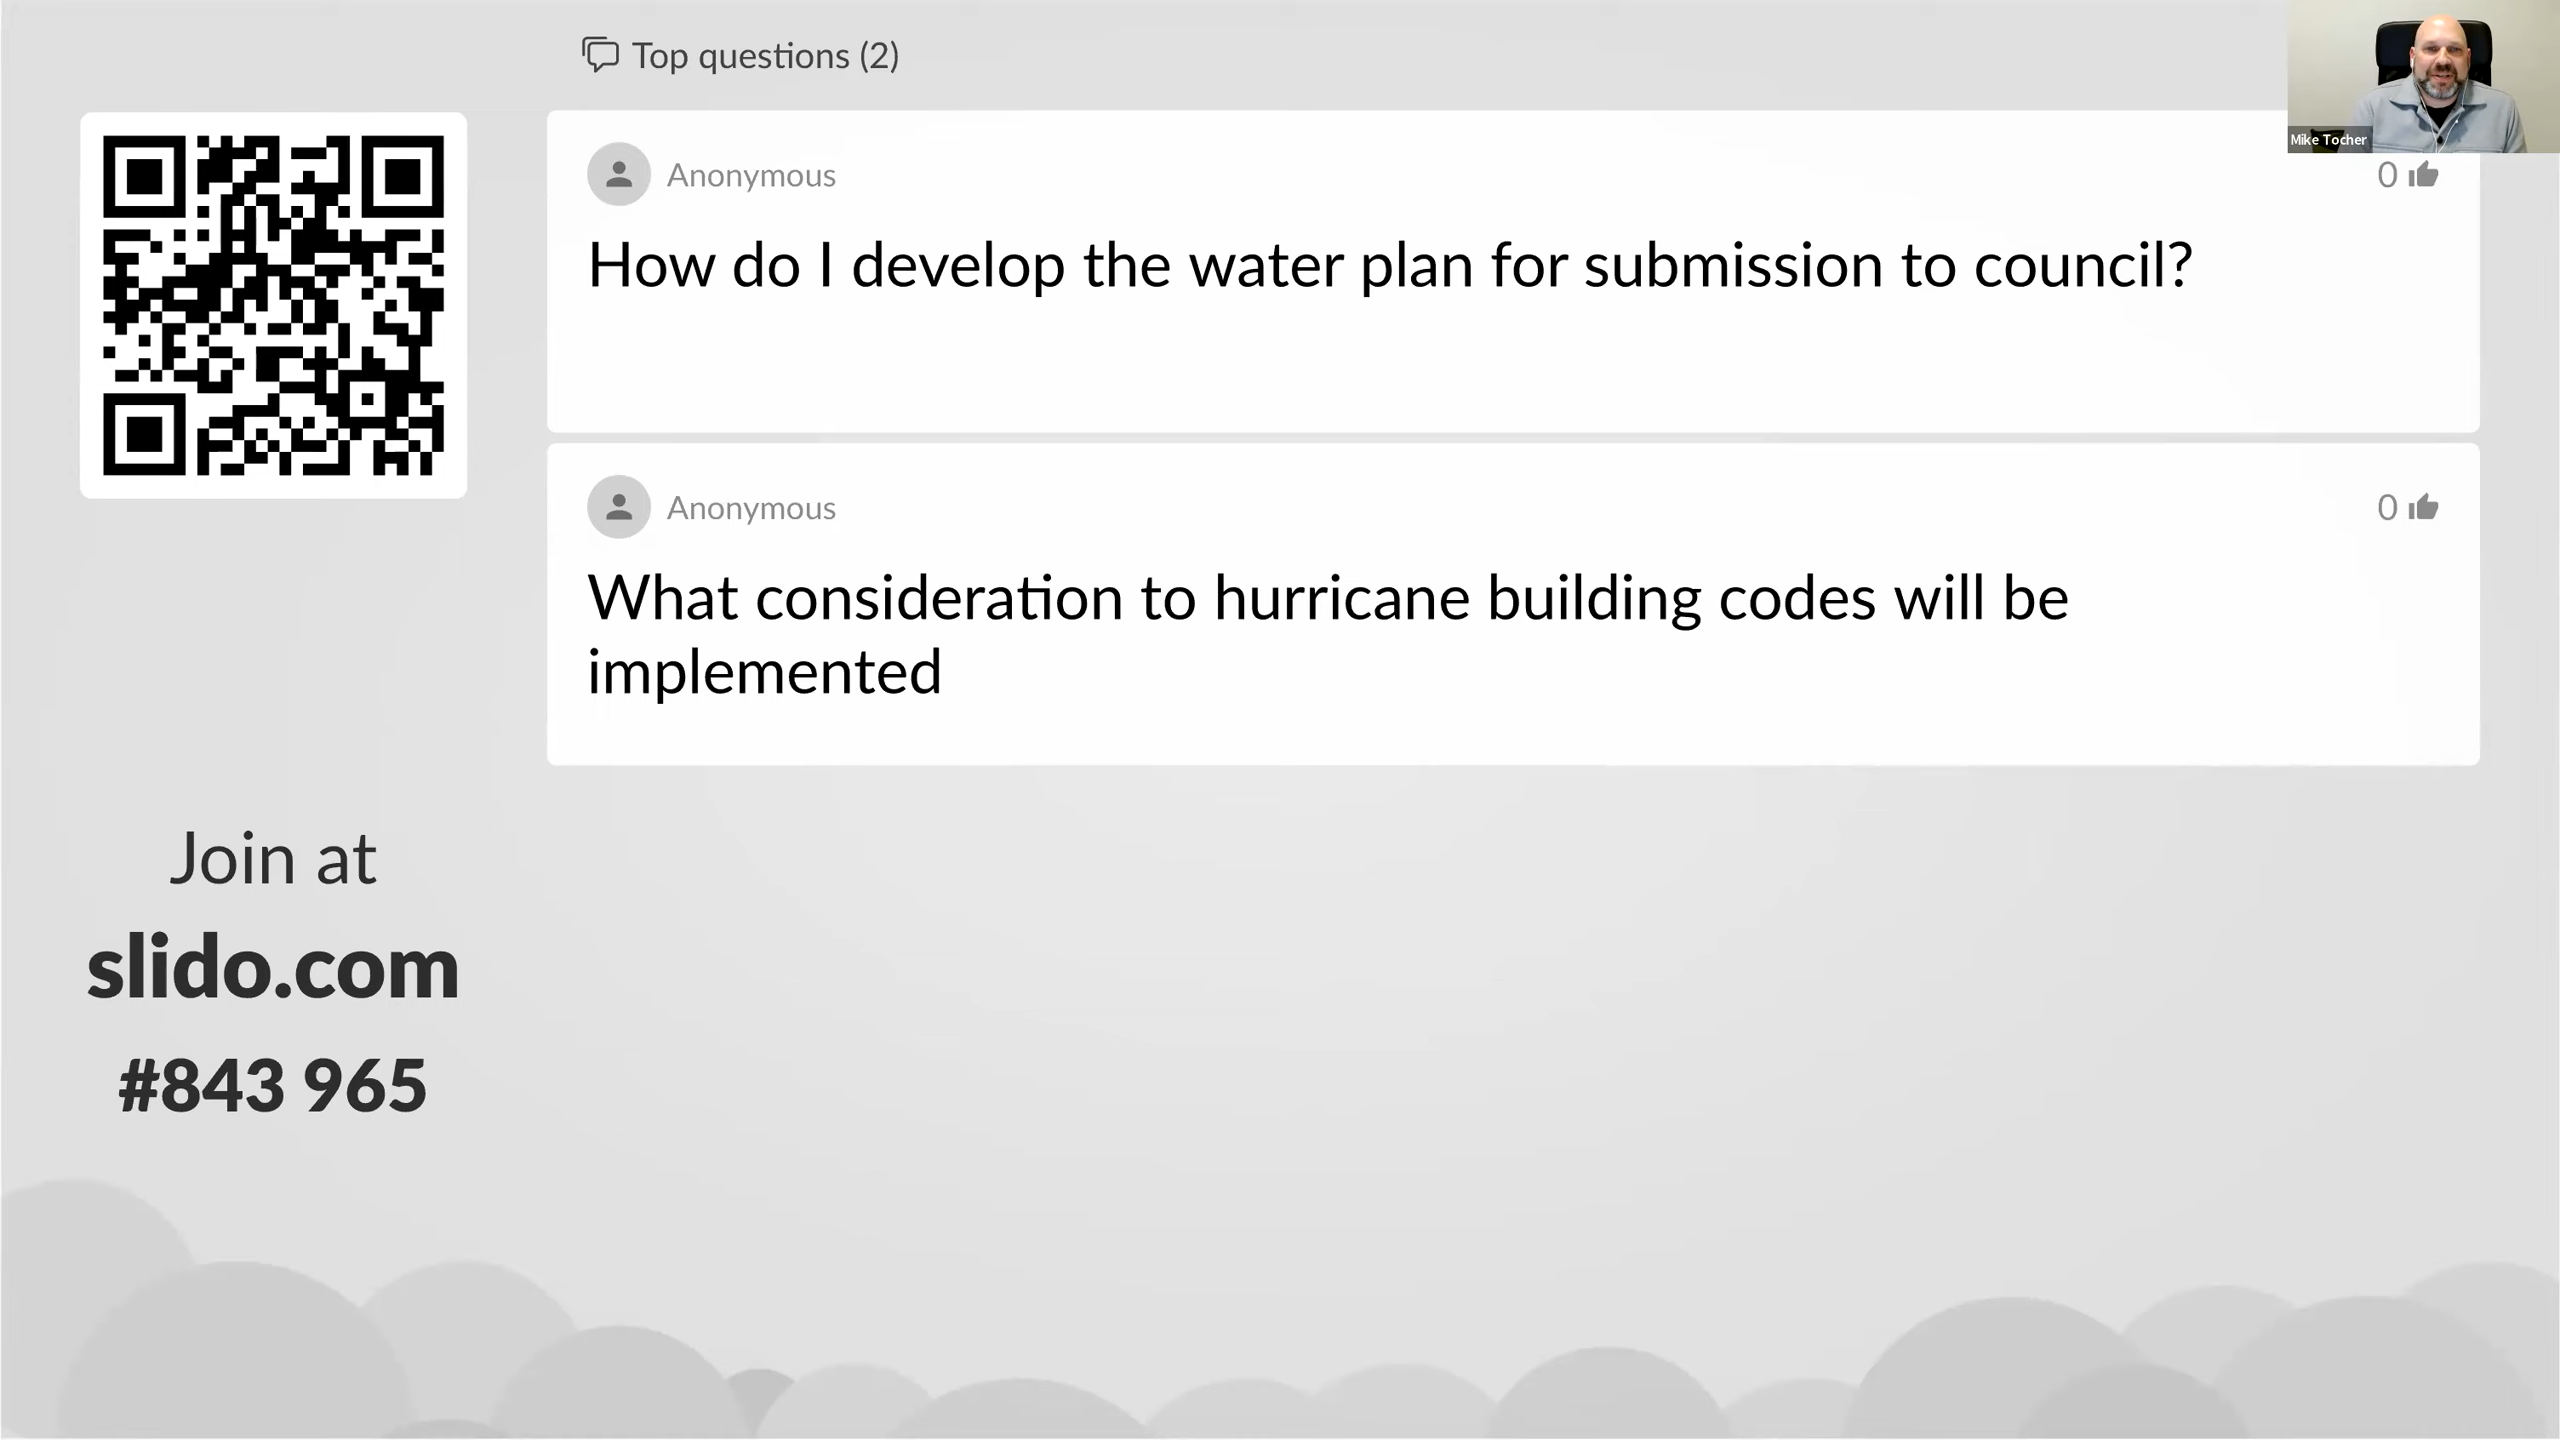 Top questions (2)
Mike Tocher
Anonymous
0
How do I develop the water plan for submission to council?
Anonymous
0
What consideration to hurricane building codes will be
implemented
Join at
slido.com
#843 965